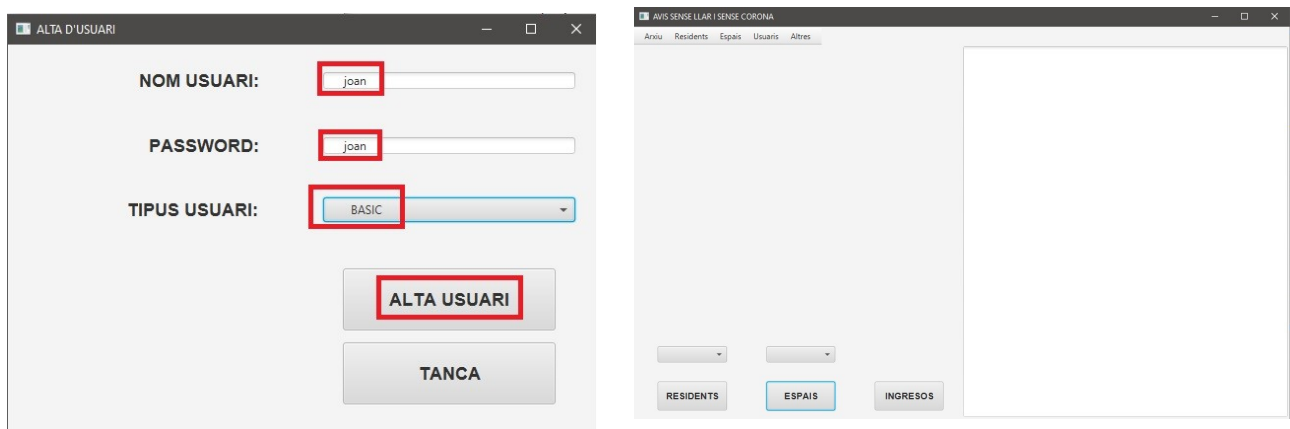 ALTA D'USUARI
NOM USUARI: joan
PASSWORD: joan
TIPUS USUARI: BASIC
ALTA USUARI
TANCA
AVIS SENSE LLAR I SENSE CORONA
Arxiu Residents Espais Usuaris Altres
RESIDENTS ESPAIS INGRESOS